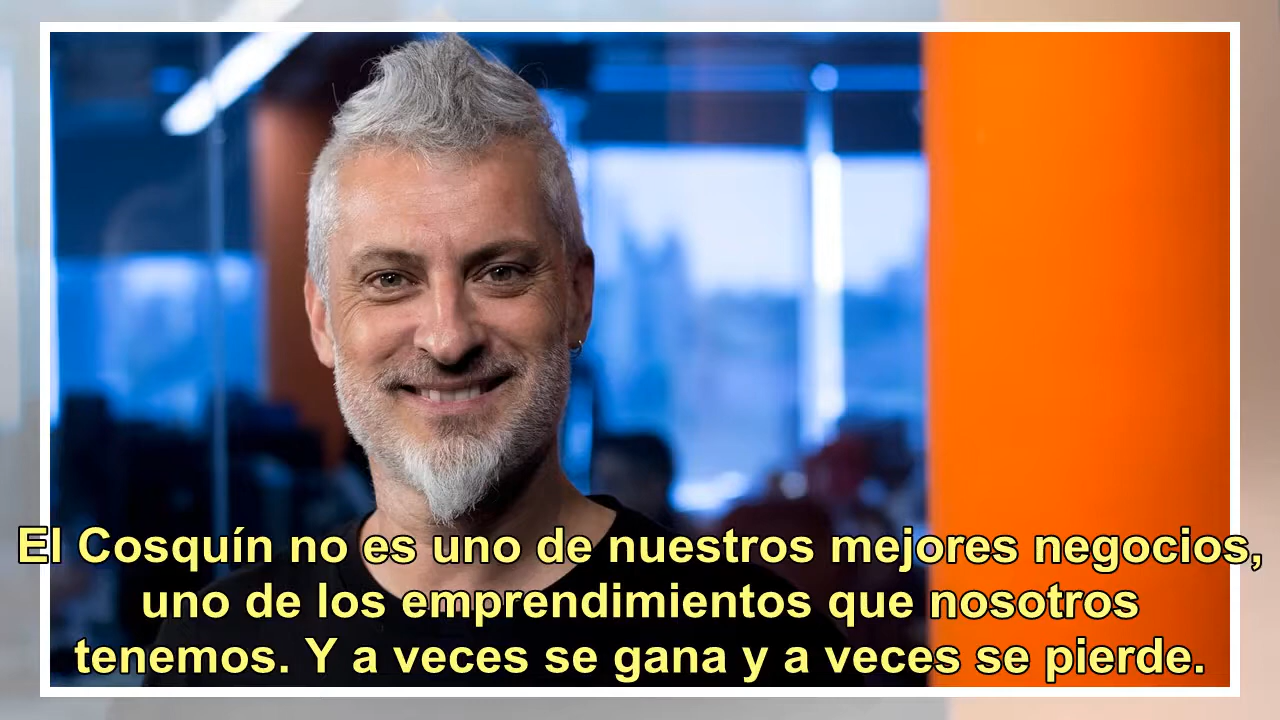 El Cosquín no es uno de nuestros mejores negocios,
uno de los emprendimientos que nosotros
tenemos. Y a veces se gana y a veces se pierde.